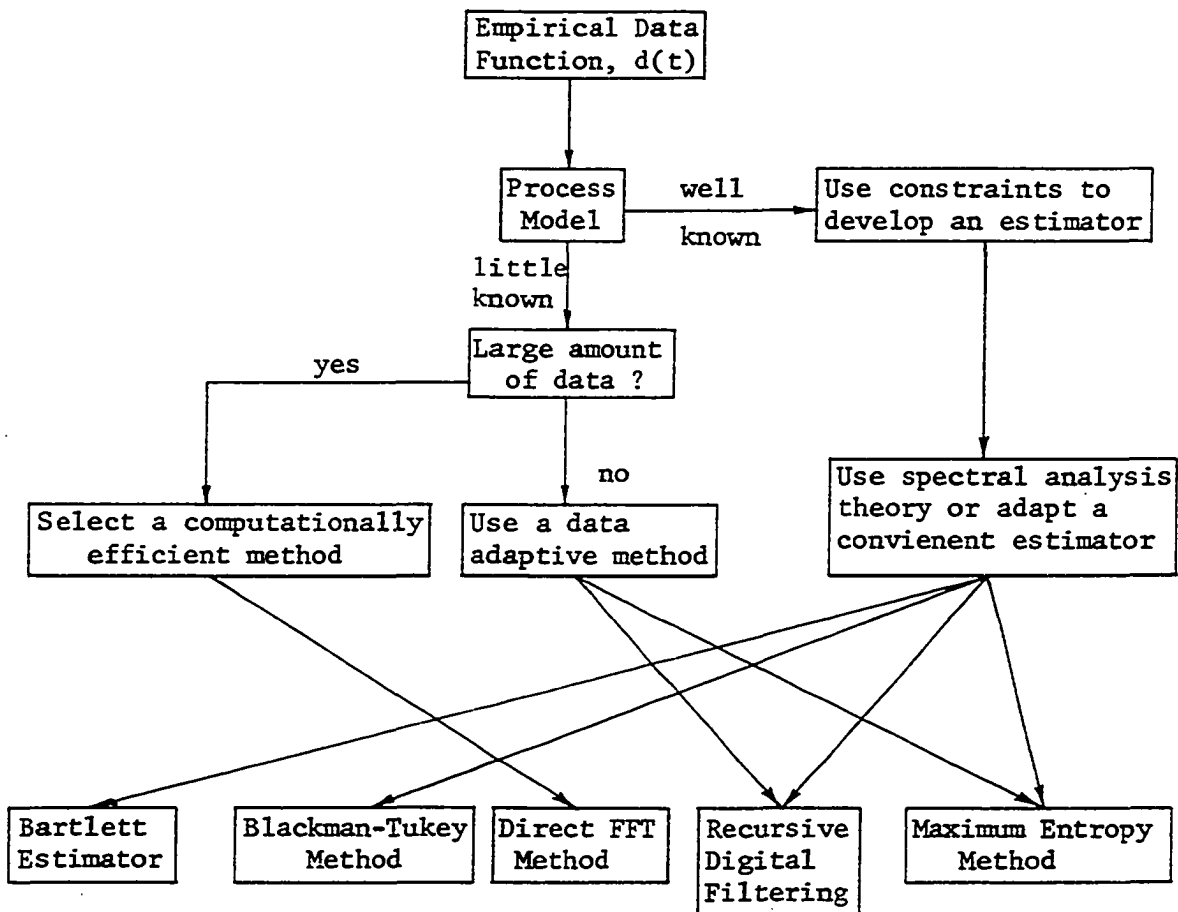 Empirical Data
Function, d(t)
Process
Model
well
known
Use constraints to
develop an estimator
little
known
Large amount
of data ?
yes
no
Select a computationally
efficient method
Use a data
adaptive method
Use spectral analysis
theory or adapt a
convienent estimator
Bartlett
Estimator
Blackman-Tukey
Method
Direct FFT
Method
Recursive
Digital
Filtering
Maximum Entropy
Method